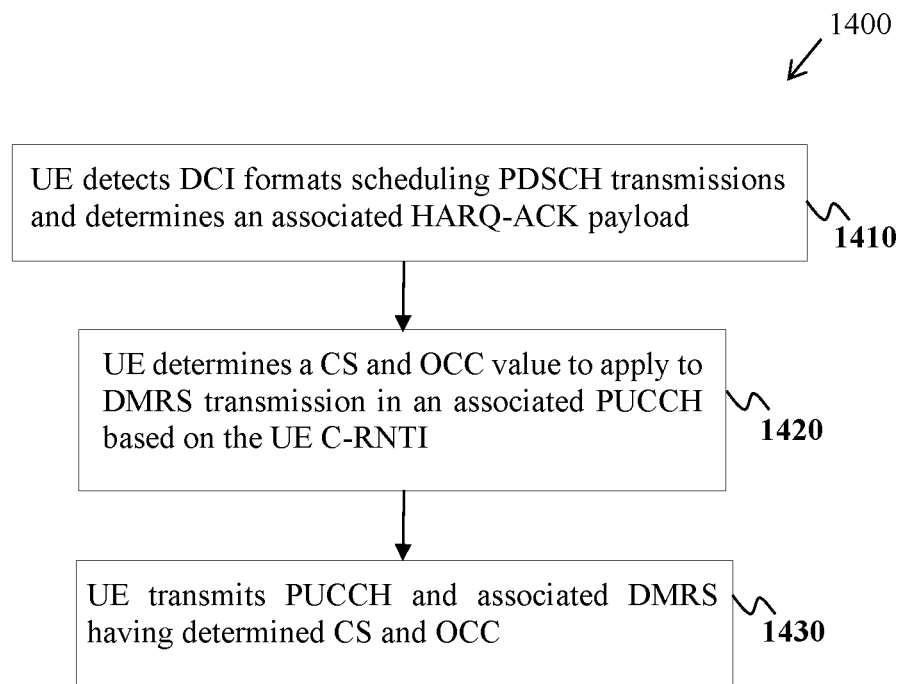 1400
UE detects DCI formats scheduling PDSCH transmissions
and determines an associated HARQ-ACK payload
1410
UE determines a CS and OCC value to apply to
DMRS transmission in an associated PUCCH
based on the UE C-RNTI
1420
UE transmits PUCCH and associated DMRS
having determined CS and OCC
1430